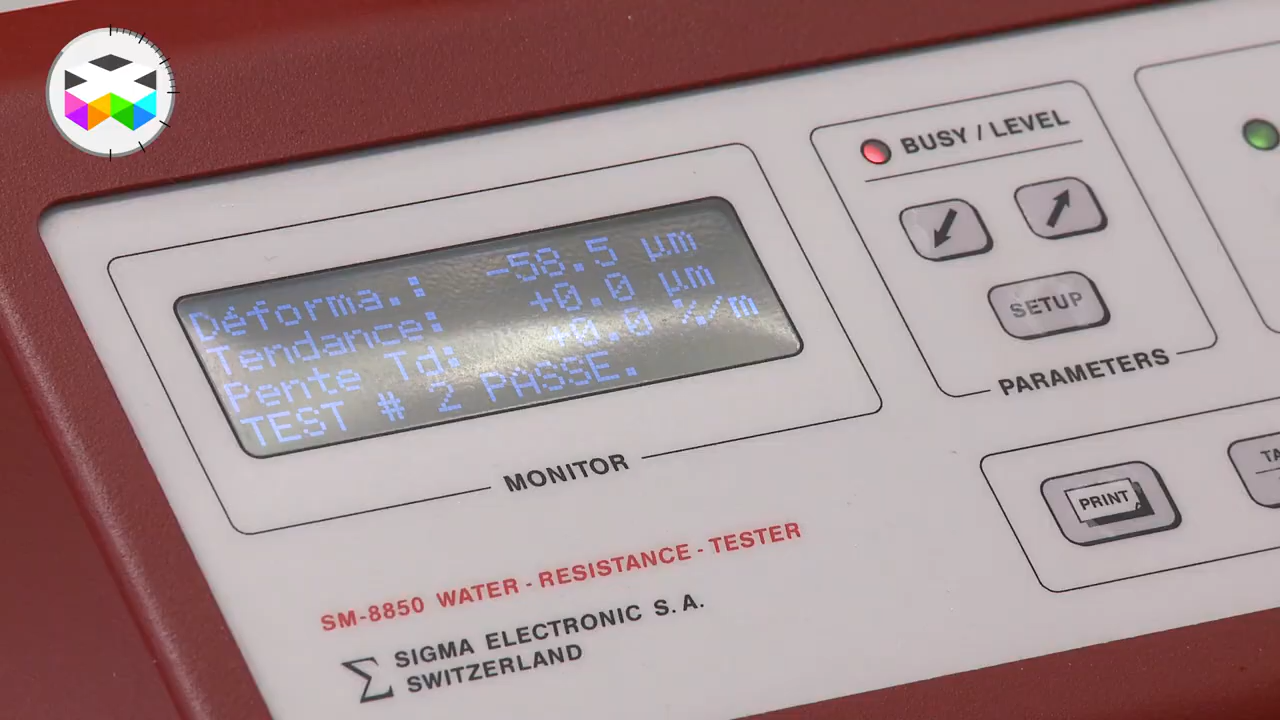 Déforma.: -58.5 µm
Tendance: +0.0 µm
Pente Td: +0.0 %/m
TEST # 2 PASSE.
MONITOR
BUSY / LEVEL
SETUP
PARAMETERS
PRINT
SM-8850 WATER - RESISTANCE - TESTER
Σ SIGMA ELECTRONIC S. A.
SWITZERLAND